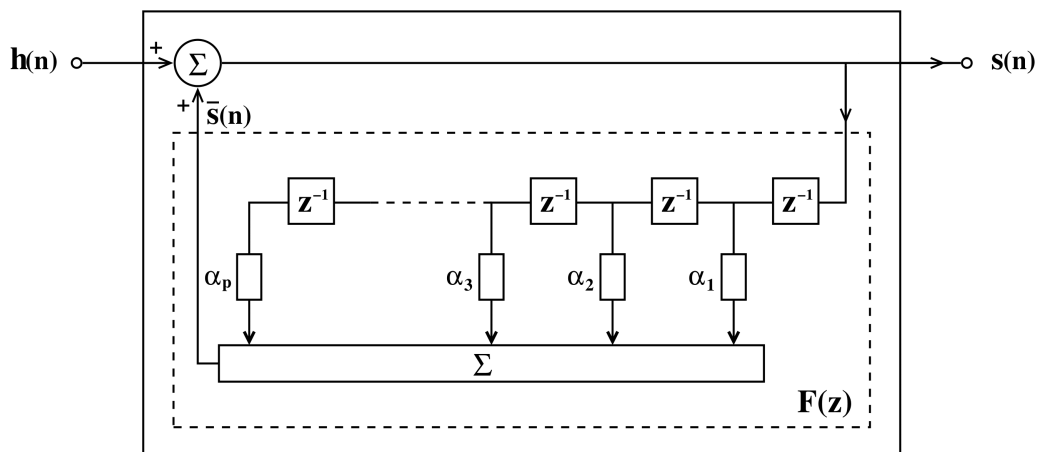 h(n) + Σ s(n)
+ s̄(n)
z⁻¹ z⁻¹ z⁻¹ z⁻¹
αₚ α₃ α₂ α₁
Σ
F(z)